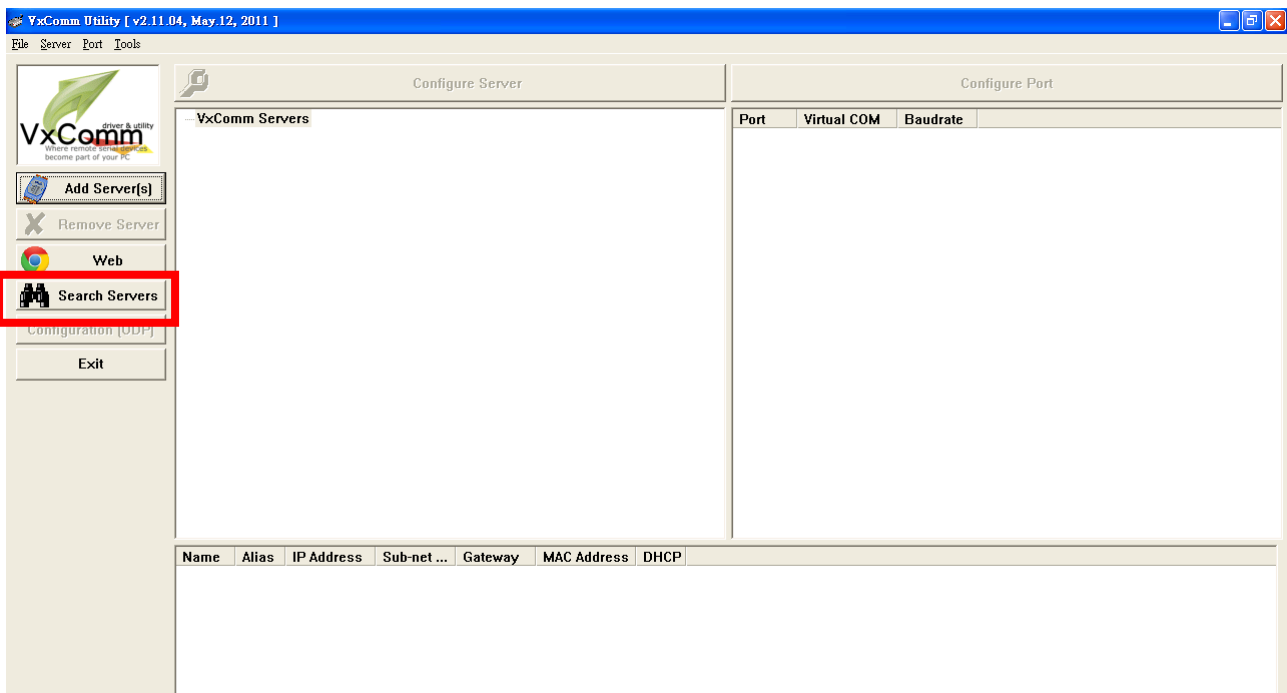 VxComm Utility [ v2.11.04, May.12, 2011 ]
File Server Port Tools
Configure Server
Configure Port
driver & utility
VxComm
Where remote serial devices
become part of your PC
VxComm Servers
Port Virtual COM Baudrate
Add Server(s)
Remove Server
Web
Search Servers
Configuration (UDP)
Exit
Name Alias IP Address Sub-net ... Gateway MAC Address DHCP